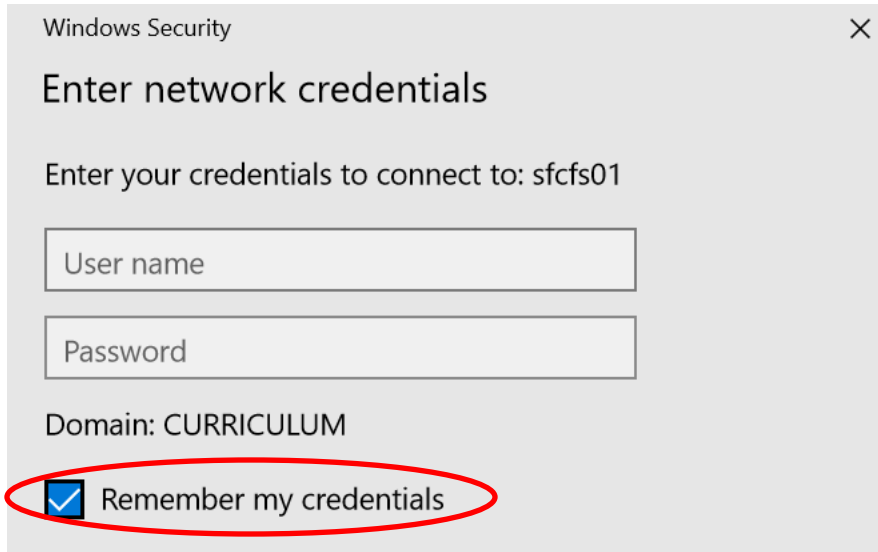 Windows Security
Enter network credentials
Enter your credentials to connect to: sfcfs01
User name
Password
Domain: CURRICULUM
Remember my credentials